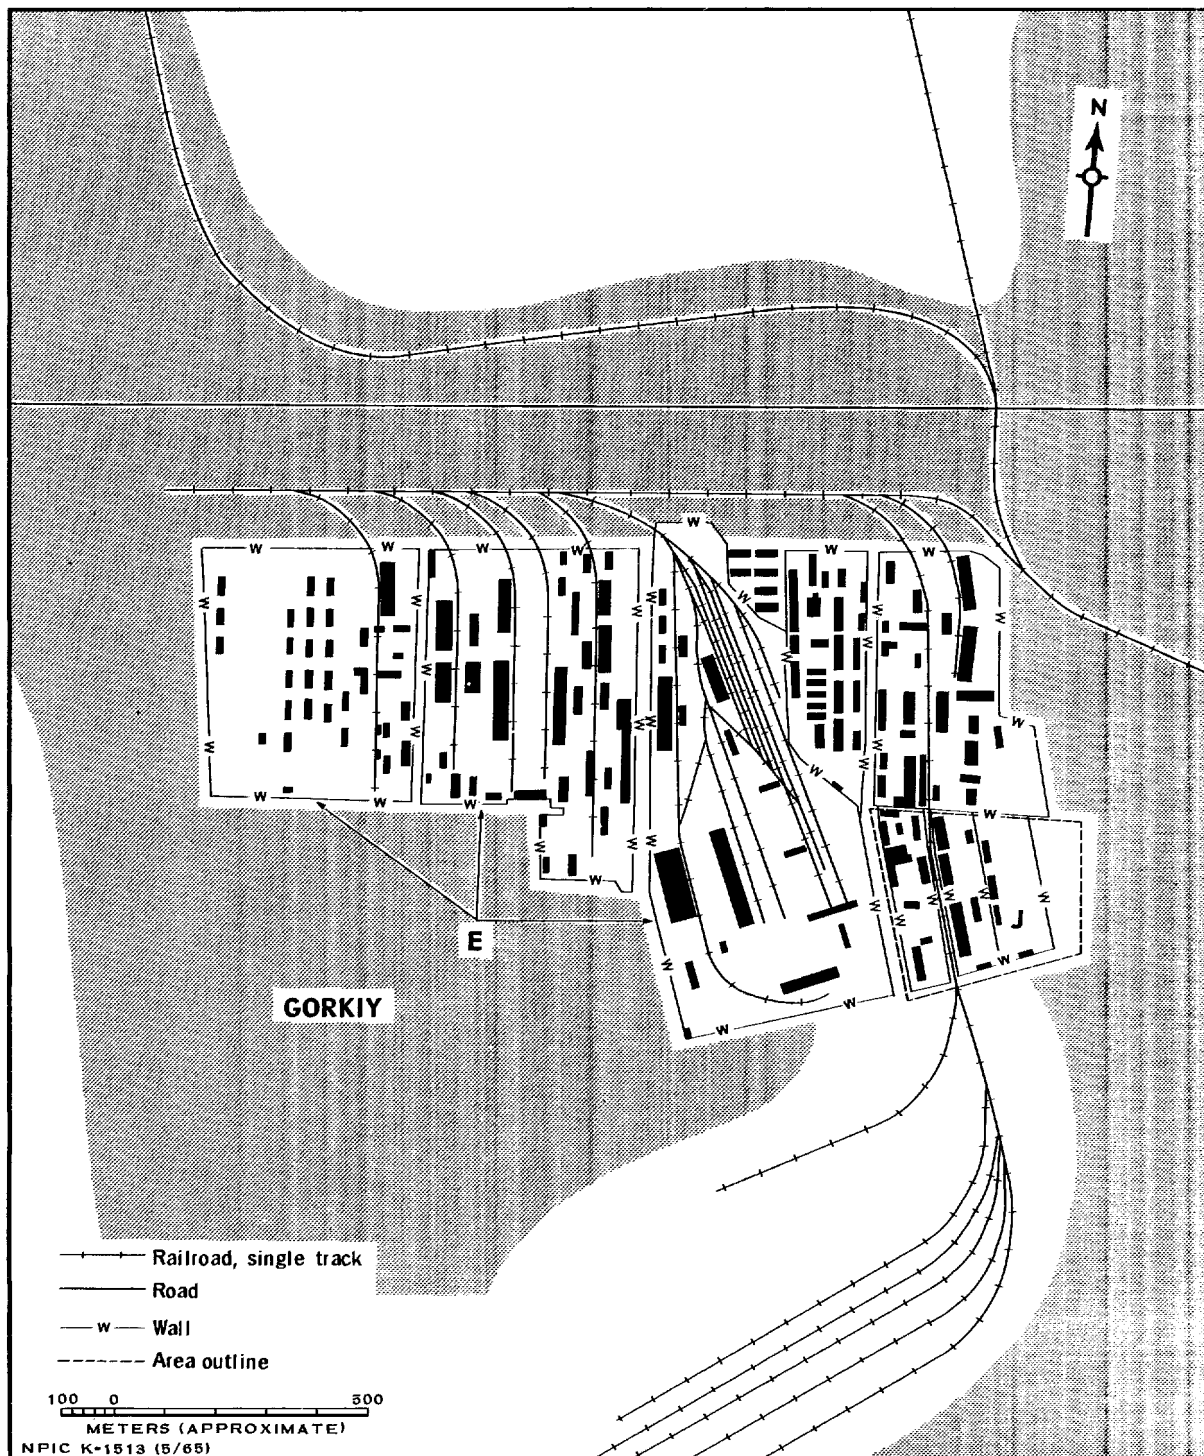 N
W W W W W W
W W W W W W W
W
W W W W W
W W W
W W W W
W W W W W
W W W W J
E W
GORKIY
W W
Railroad, single track
Road
W Wall
Area outline
100 0 500
METERS (APPROXIMATE)
NPIC K-1513 (5/65)